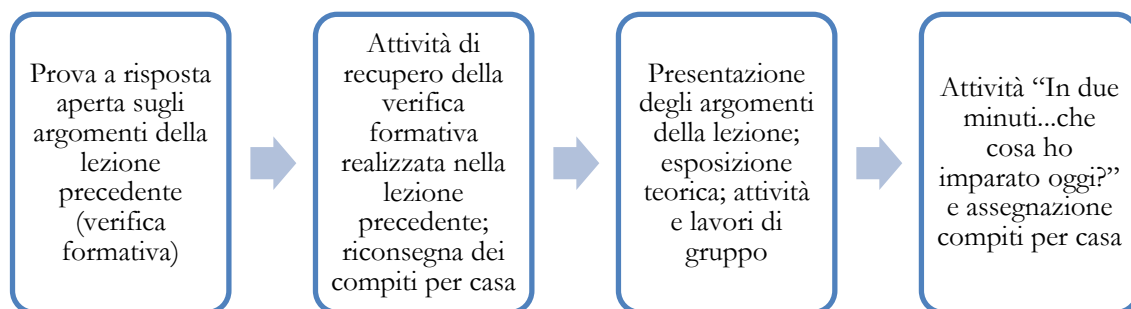 Prova a risposta
aperta sugli
argomenti della
lezione
precedente
(verifica
formativa)
Attività di
recupero della
verifica
formativa
realizzata nella
lezione
precedente;
riconsegna dei
compiti per casa
Presentazione
degli argomenti
della lezione;
esposizione
teorica; attività
e lavori di
gruppo
Attività “In due
minuti...che
cosa ho
imparato oggi?”
e assegnazione
compiti per casa